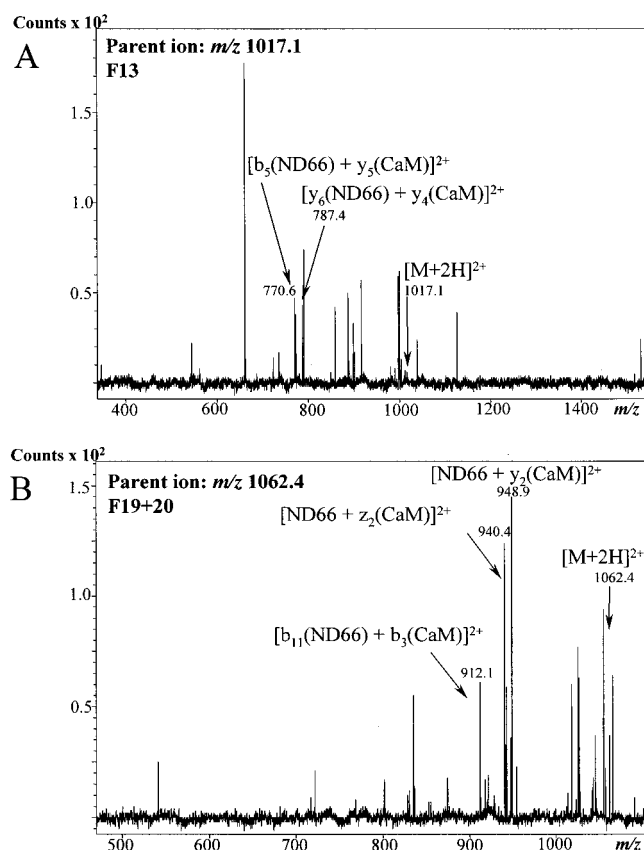 Counts x 10²
A
Parent ion: m/z 1017.1
F13
1.5
[b₅(ND66) + y₅(CaM)]²⁺
1.0
[y₆(ND66) + y₄(CaM)]²⁺
787.4
[M+2H]²⁺
0.5
770.6
1017.1
400 600 800 1000 1200 1400 m/z
Counts x 10²
B
Parent ion: m/z 1062.4
F19+20
[ND66 + y₂(CaM)]²⁺
948.9
1.5
[ND66 + z₂(CaM)]²⁺
940.4
[M+2H]²⁺
1062.4
1.0
[b₁₁(ND66) + b₃(CaM)]²⁺
912.1
0.5
500 600 700 800 900 1000 m/z